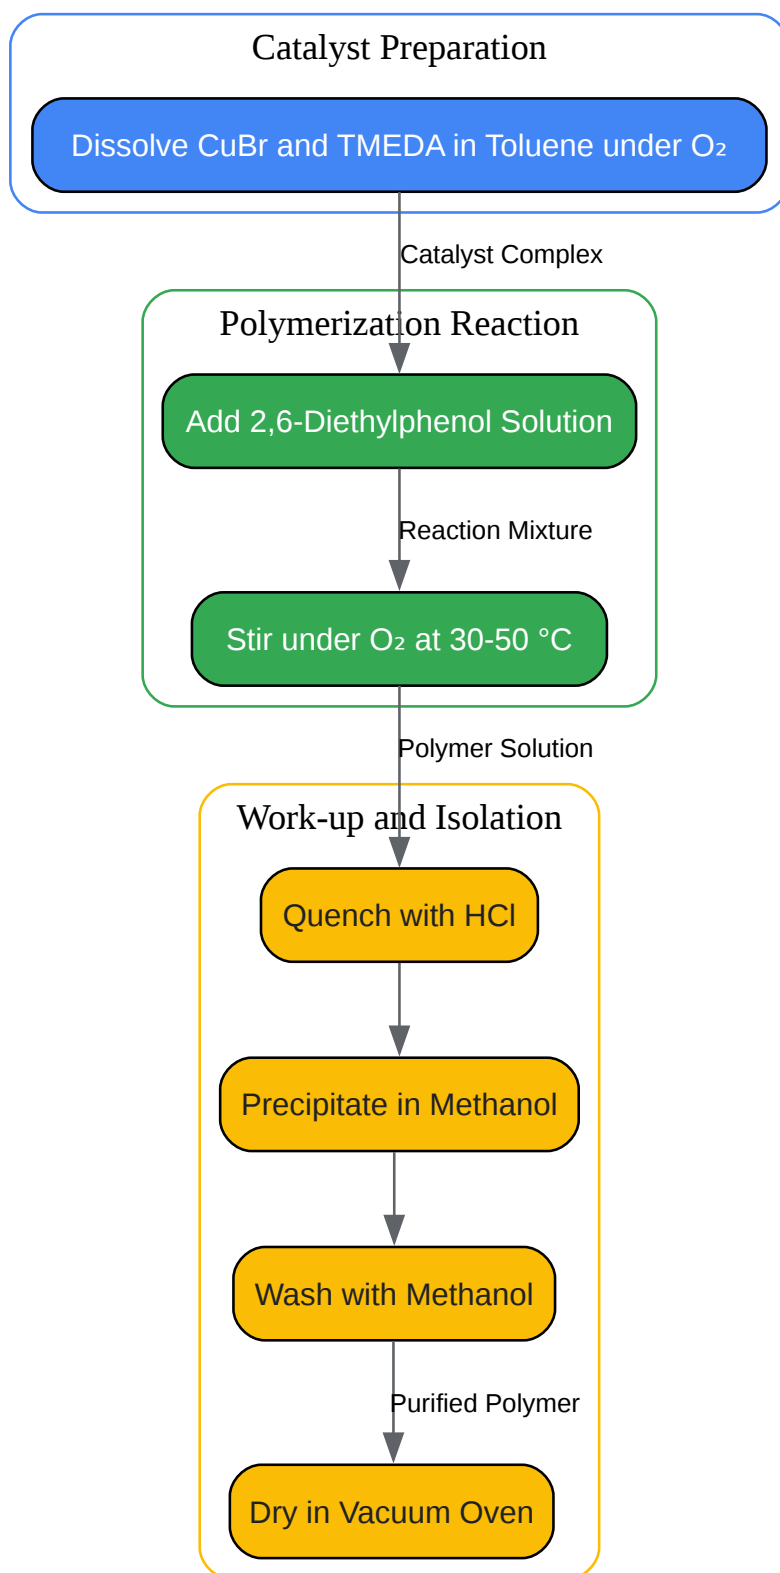 Catalyst Preparation
Dissolve CuBr and TMEDA in Toluene under O₂
Catalyst Complex
Polymerization Reaction
Add 2,6-Diethylphenol Solution
Reaction Mixture
Stir under O₂ at 30-50 °C
Polymer Solution
Work-up and Isolation
Quench with HCl
Precipitate in Methanol
Wash with Methanol
Purified Polymer
Dry in Vacuum Oven